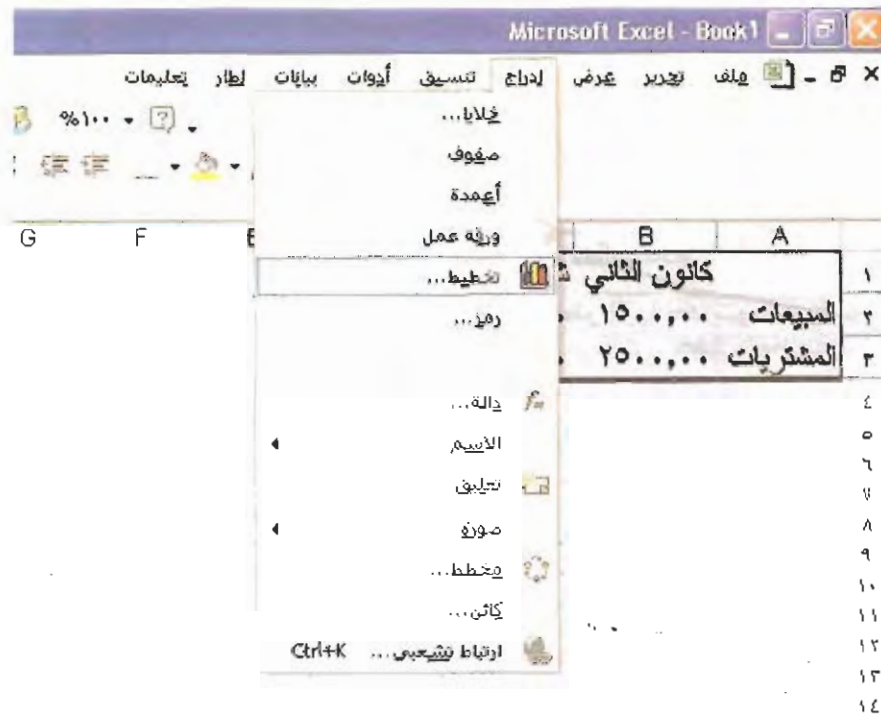 Microsoft Excel - Book1
ملف تحرير عرض إدراج تنسيق أدوات بيانات إطار تعليمات
%١٠٠
خلايا...
صفوف
أعمدة
ورقة عمل
تخطيط...
رمز...
دالة...
الاسم
تعليق
صورة
مخطط...
كائن...
ارتباط تشعبي... Ctrl+K
A B F G
١ كانون الثاني
٢ المبيعات ١٥٠٠,٠٠
٣ المشتريات ٢٥٠٠,٠٠
٤
٥
٦
٧
٨
٩
١٠
١١
١٢
١٣
١٤